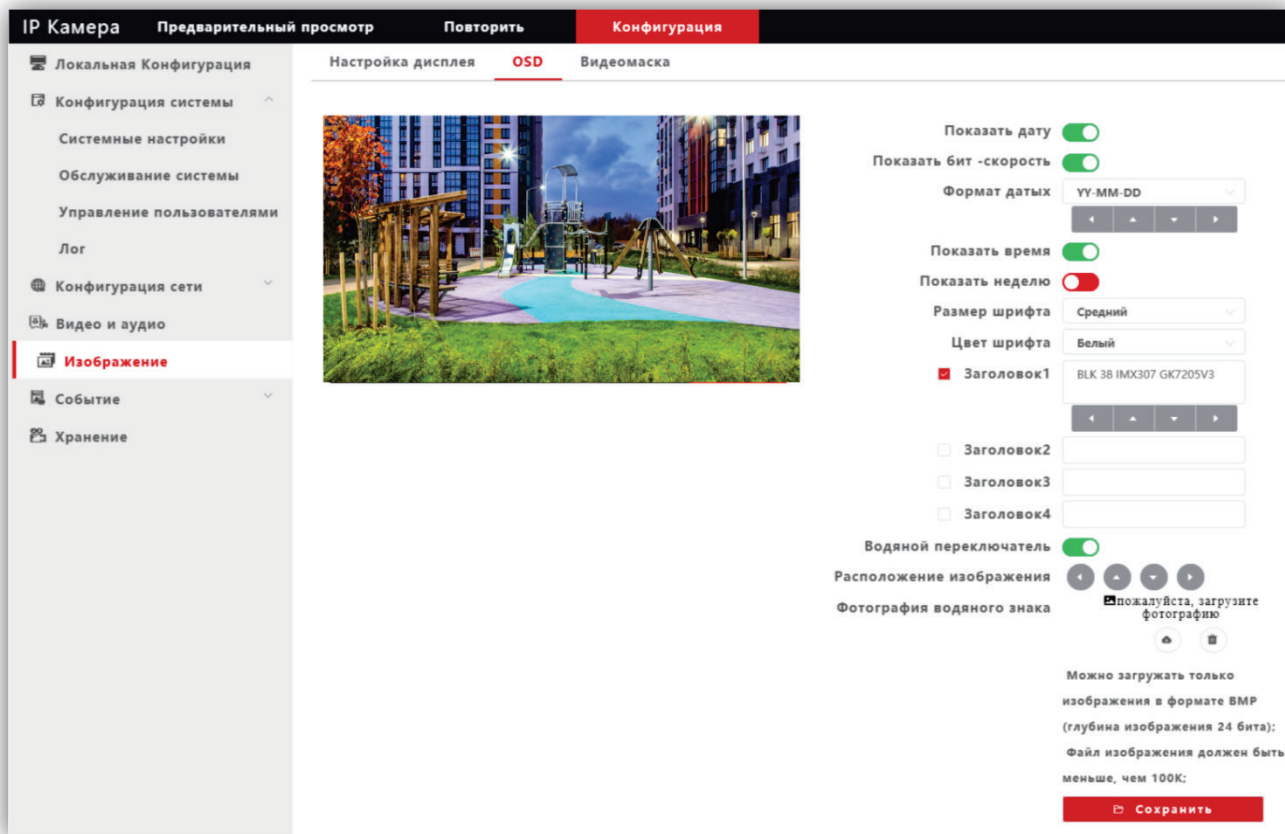 IP Камера Предварительный просмотр Повторить Конфигурация
Локальная Конфигурация
Конфигурация системы
Системные настройки
Обслуживание системы
Управление пользователями
Лог
Конфигурация сети
Видео и аудио
Изображение
Событие
Хранение
Настройка дисплея OSD Видеомаска
Показать дату
Показать бит -скорость
Формат датых YY-MM-DD
Показать время
Показать неделю
Размер шрифта Средний
Цвет шрифта Белый
Заголовок1 BLK 38 IMX307 GK7205V3
Заголовок2
Заголовок3
Заголовок4
Водяной переключатель
Расположение изображения
Фотография водяного знака пожалуйста, загрузите
фотографию
Можно загружать только
изображения в формате BMP
(глубина изображения 24 бита);
Файл изображения должен быть
меньше, чем 100K;
Сохранить